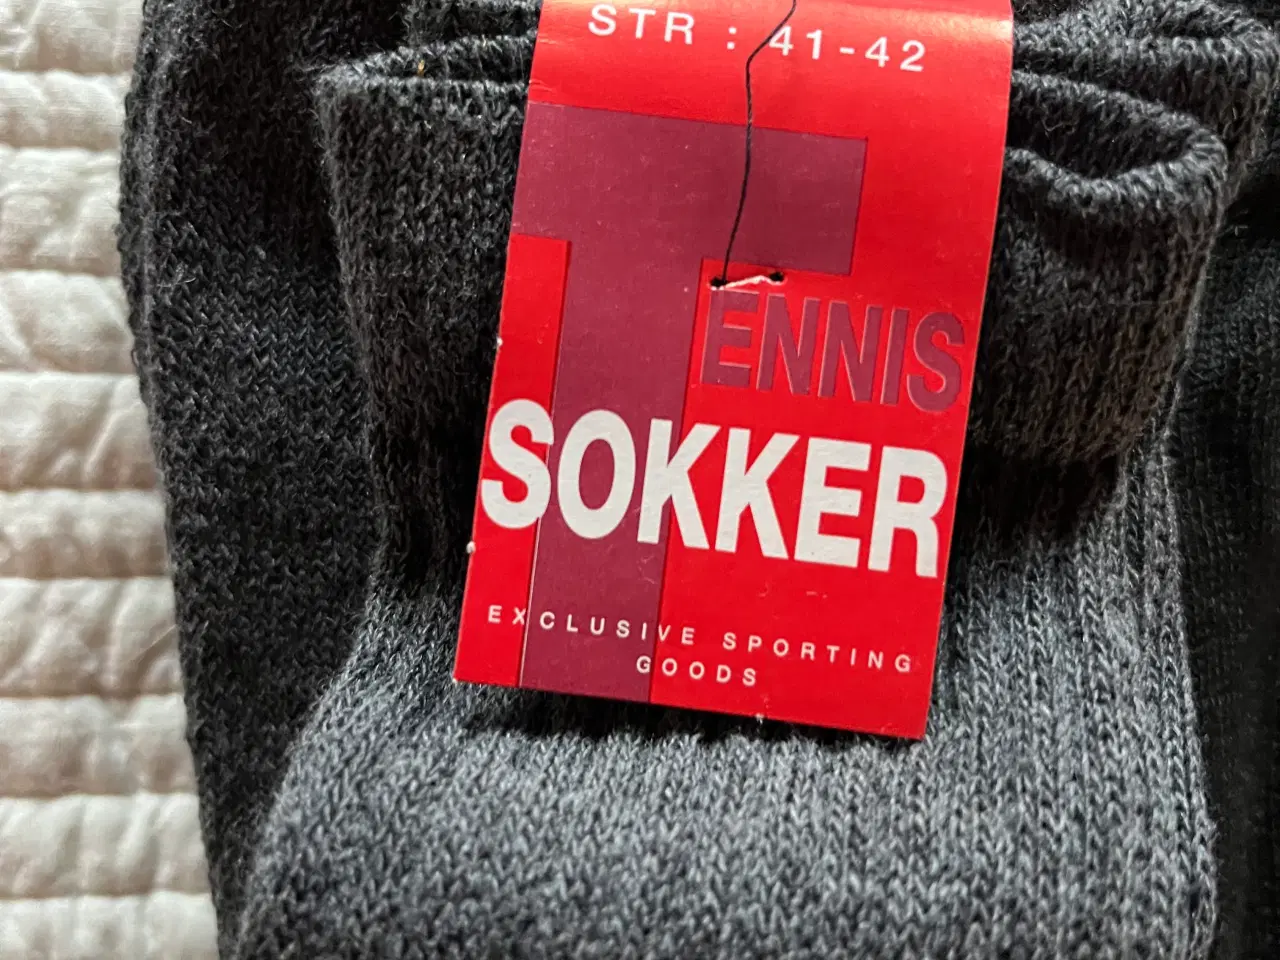 STR : 41-42
TENNIS
SOKKER
EXCLUSIVE SPORTING
GOODS